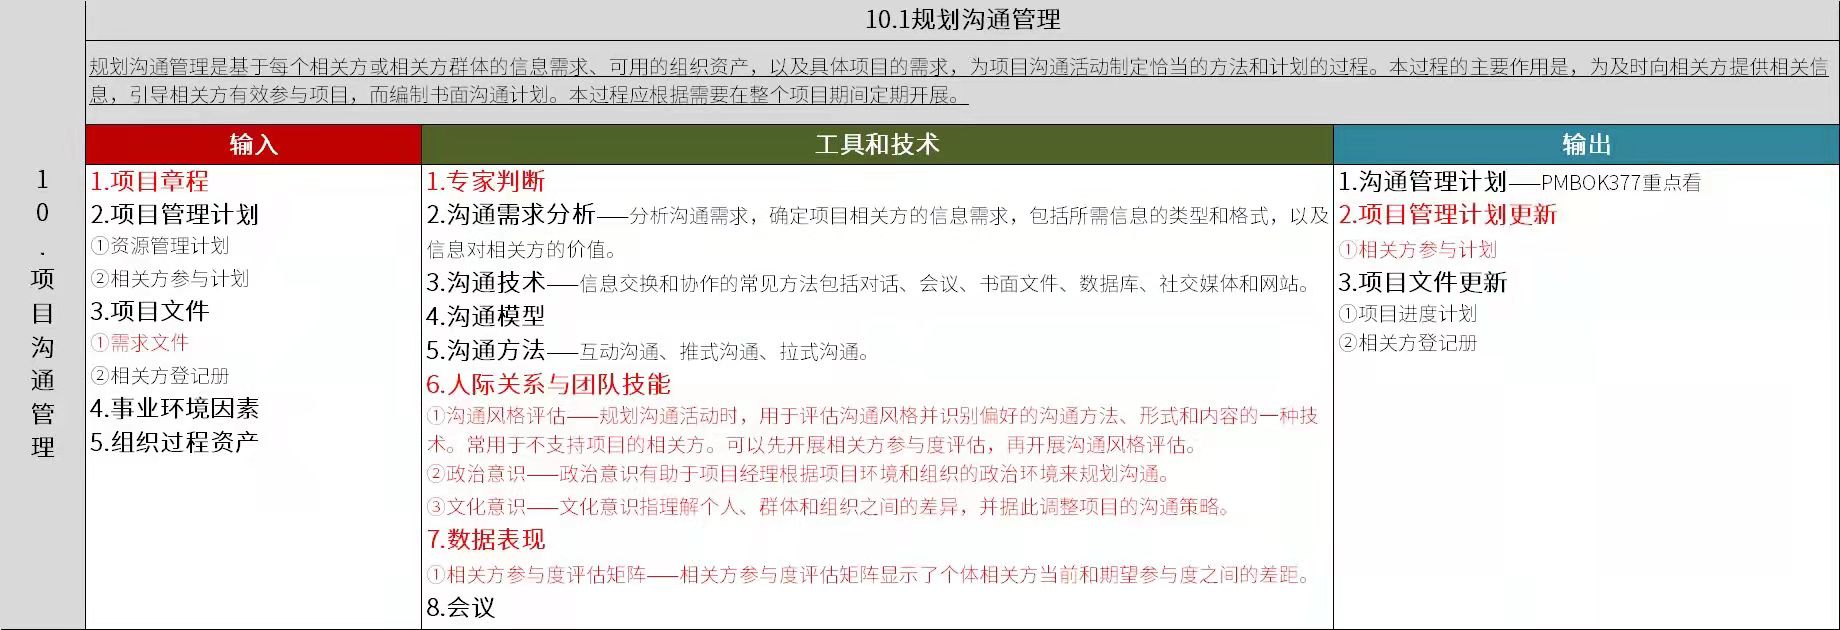 10.1规划沟通管理
规划沟通管理是基于每个相关方或相关方群体的信息需求、可用的组织资产，以及具体项目的需求，为项目沟通活动制定恰当的方法和计划的过程。本过程的主要作用是，为及时向相关方提供相关信
息，引导相关方有效参与项目，而编制书面沟通计划。本过程应根据需要在整个项目期间定期开展。
10.项目沟通管理
输入
1.项目章程
2.项目管理计划
①资源管理计划
②相关方参与计划
3.项目文件
①需求文件
②相关方登记册
4.事业环境因素
5.组织过程资产
工具和技术
1.专家判断
2.沟通需求分析——分析沟通需求，确定项目相关方的信息需求，包括所需信息的类型和格式，以及
信息对相关方的价值。
3.沟通技术——信息交换和协作的常见方法包括对话、会议、书面文件、数据库、社交媒体和网站。
4.沟通模型
5.沟通方法——互动沟通、推式沟通、拉式沟通。
6.人际关系与团队技能
①沟通风格评估——规划沟通活动时，用于评估沟通风格并识别偏好的沟通方法、形式和内容的一种技
术。常用于不支持项目的相关方。可以先开展相关方参与度评估，再开展沟通风格评估。
②政治意识——政治意识有助于项目经理根据项目环境和组织的政治环境来规划沟通。
③文化意识——文化意识指理解个人、群体和组织之间的差异，并据此调整项目的沟通策略。
7.数据表现
①相关方参与度评估矩阵——相关方参与度评估矩阵显示了个体相关方当前和期望参与度之间的差距。
8.会议
输出
1.沟通管理计划——PMBOK377重点看
2.项目管理计划更新
①相关方参与计划
3.项目文件更新
①项目进度计划
②相关方登记册